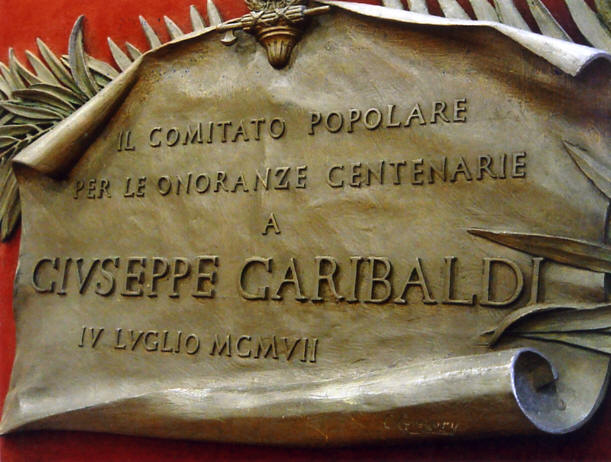 IL COMITATO POPOLARE
PER LE ONORANZE CENTENARIE
A
GIVSEPPE GARIBALDI
IV LVGLIO MCMVII